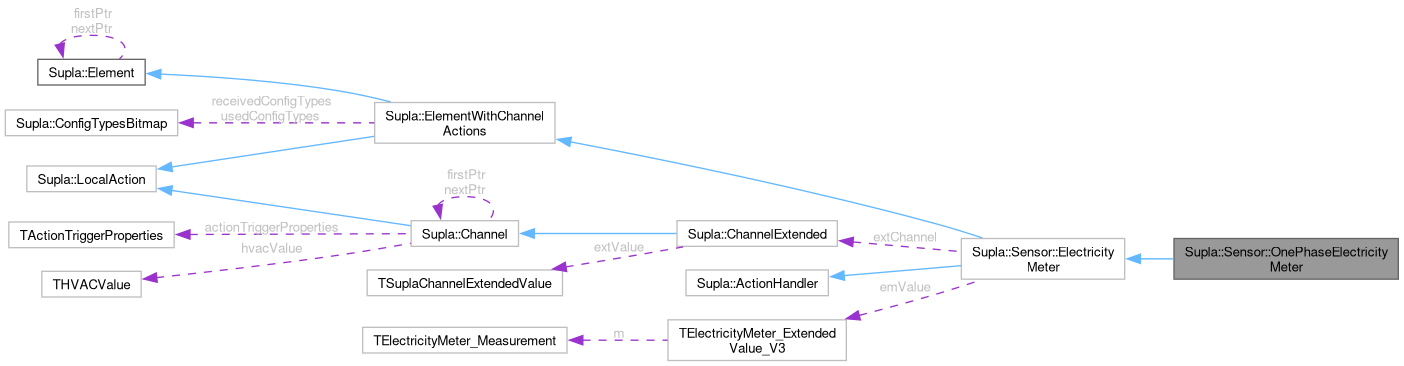 firstPtr
nextPtr
Supla::Element
receivedConfigTypes
usedConfigTypes
Supla::ConfigTypesBitmap
Supla::ElementWithChannel
Actions
Supla::LocalAction
firstPtr
nextPtr
actionTriggerProperties
TActionTriggerProperties
Supla::Channel
extValue
Supla::ChannelExtended
extChannel
Supla::Sensor::Electricity
Meter
Supla::Sensor::OnePhaseElectricity
Meter
hvacValue
THVACValue
TSuplaChannelExtendedValue
Supla::ActionHandler
emValue
TElectricityMeter_Measurement
m
TElectricityMeter_Extended
Value_V3